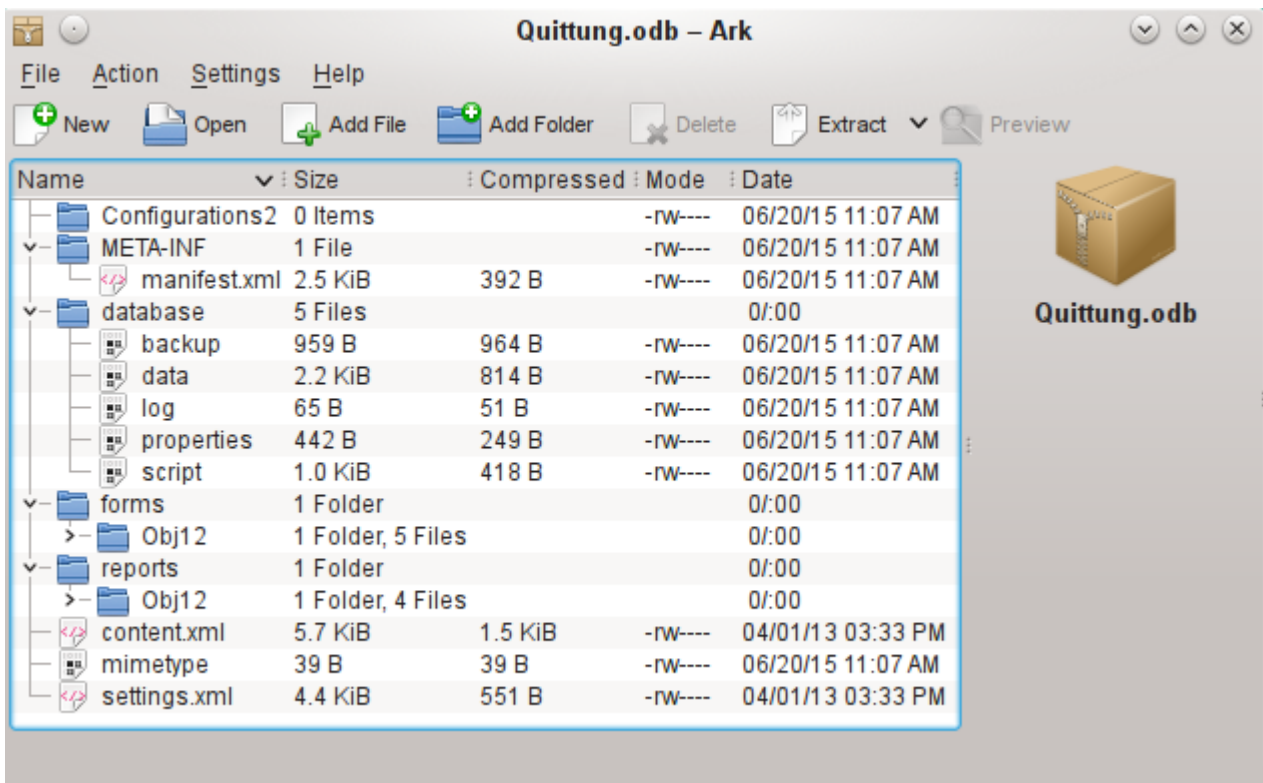 Quittung.odb – Ark
File Action Settings Help
New Open Add File Add Folder Delete Extract Preview
Name Size Compressed Mode Date
Configurations2 0 Items -rw---- 06/20/15 11:07 AM
META-INF 1 File -rw---- 06/20/15 11:07 AM
manifest.xml 2.5 KiB 392 B -rw---- 06/20/15 11:07 AM
database 5 Files 0/:00
backup 959 B 964 B -rw---- 06/20/15 11:07 AM
data 2.2 KiB 814 B -rw---- 06/20/15 11:07 AM
log 65 B 51 B -rw---- 06/20/15 11:07 AM
properties 442 B 249 B -rw---- 06/20/15 11:07 AM
script 1.0 KiB 418 B -rw---- 06/20/15 11:07 AM
forms 1 Folder 0/:00
Obj12 1 Folder, 5 Files 0/:00
reports 1 Folder 0/:00
Obj12 1 Folder, 4 Files 0/:00
content.xml 5.7 KiB 1.5 KiB -rw---- 04/01/13 03:33 PM
mimetype 39 B 39 B -rw---- 06/20/15 11:07 AM
settings.xml 4.4 KiB 551 B -rw---- 04/01/13 03:33 PM
Quittung.odb